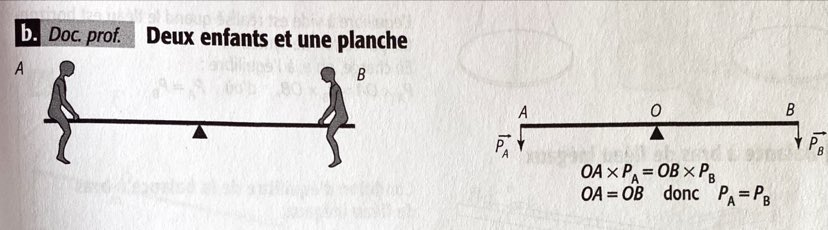 b. Doc. prof. Deux enfants et une planche
A
B
A O B
P_A P_B
OA × P_A = OB × P_B
OA = OB donc P_A = P_B